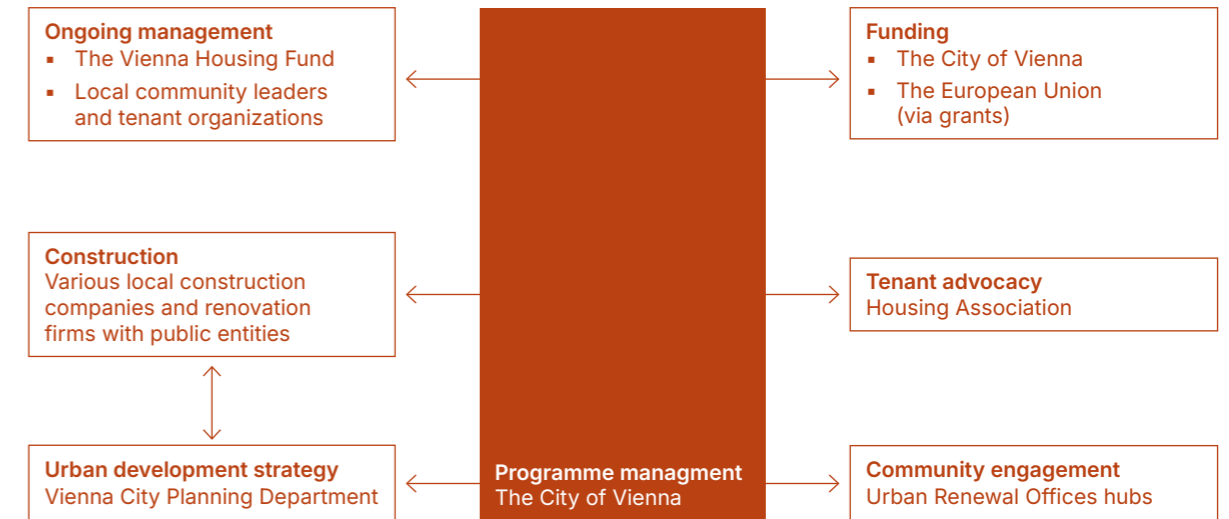 Ongoing management
▪ The Vienna Housing Fund
▪ Local community leaders
and tenant organizations
Construction
Various local construction
companies and renovation
firms with public entities
Urban development strategy
Vienna City Planning Department
Programme managment
The City of Vienna
Funding
▪ The City of Vienna
▪ The European Union
(via grants)
Tenant advocacy
Housing Association
Community engagement
Urban Renewal Offices hubs